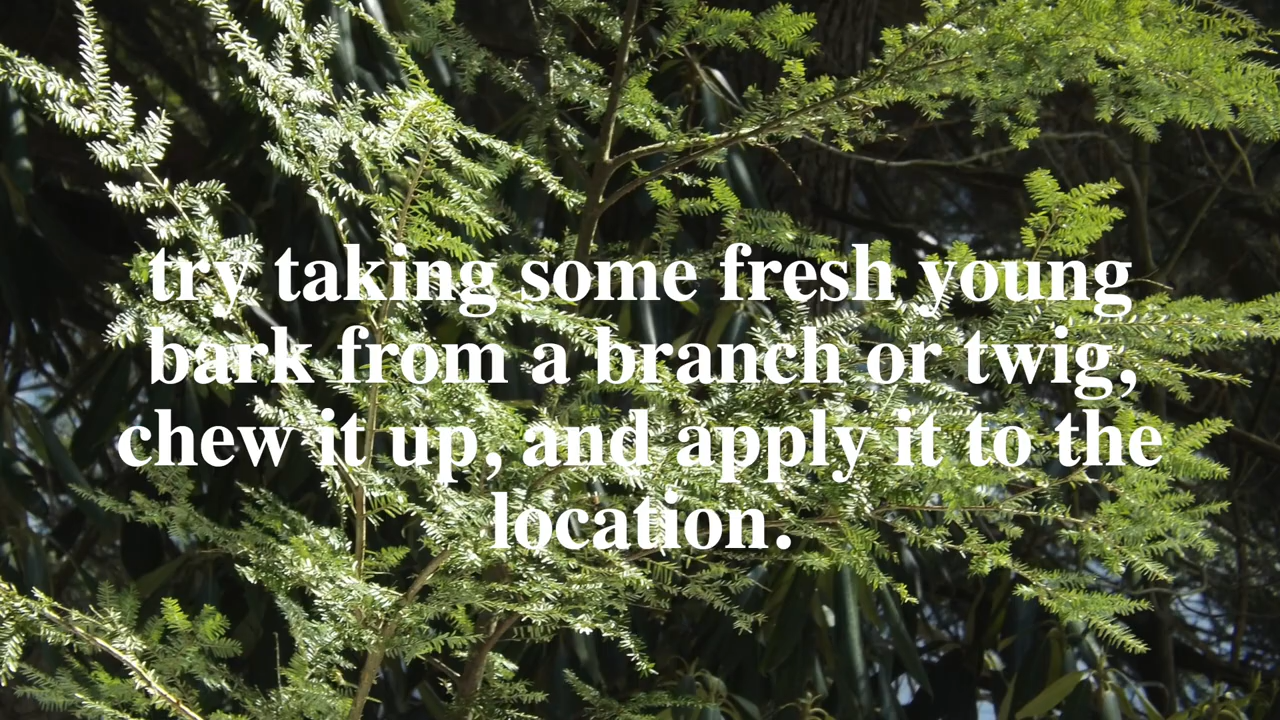 try taking some fresh young
bark from a branch or twig,
chew it up, and apply it to the
location.